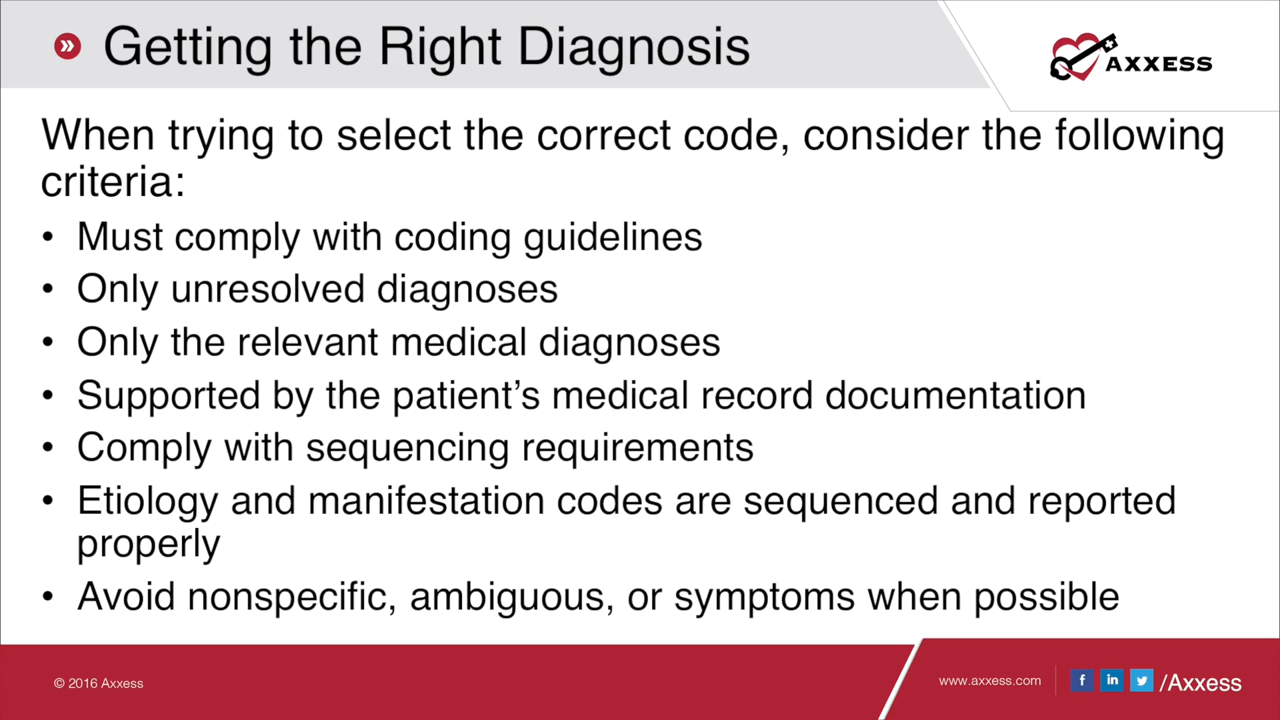 Getting the Right Diagnosis
AXXESS
When trying to select the correct code, consider the following
criteria:
• Must comply with coding guidelines
• Only unresolved diagnoses
• Only the relevant medical diagnoses
• Supported by the patient’s medical record documentation
• Comply with sequencing requirements
• Etiology and manifestation codes are sequenced and reported
properly
• Avoid nonspecific, ambiguous, or symptoms when possible
© 2016 Axxess
www.axxess.com
/Axxess